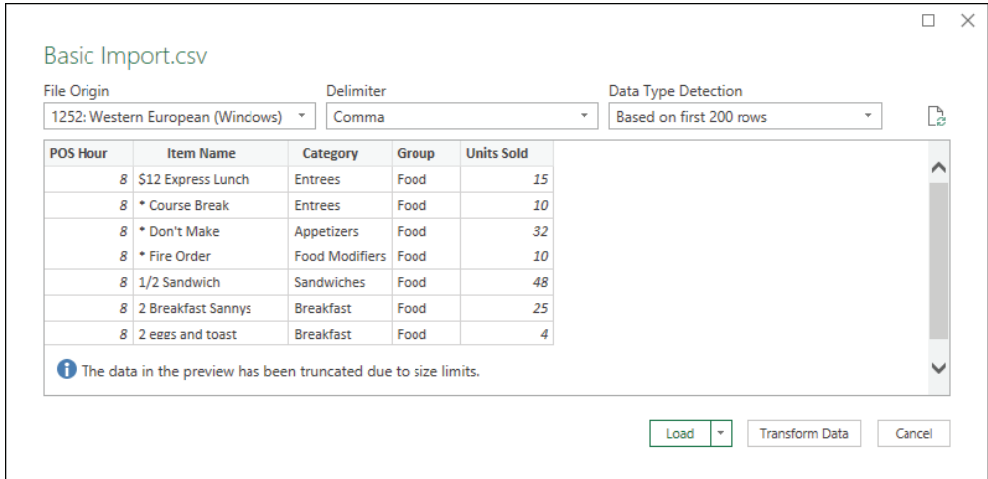 Basic Import.csv
File Origin Delimiter Data Type Detection
1252: Western European (Windows) Comma Based on first 200 rows
POS Hour Item Name Category Group Units Sold
8 $12 Express Lunch Entrees Food 15
8 * Course Break Entrees Food 10
8 * Don't Make Appetizers Food 32
8 * Fire Order Food Modifiers Food 10
8 1/2 Sandwich Sandwiches Food 48
8 2 Breakfast Sannys Breakfast Food 25
8 2 eggs and toast Breakfast Food 4
The data in the preview has been truncated due to size limits.
Load Transform Data Cancel